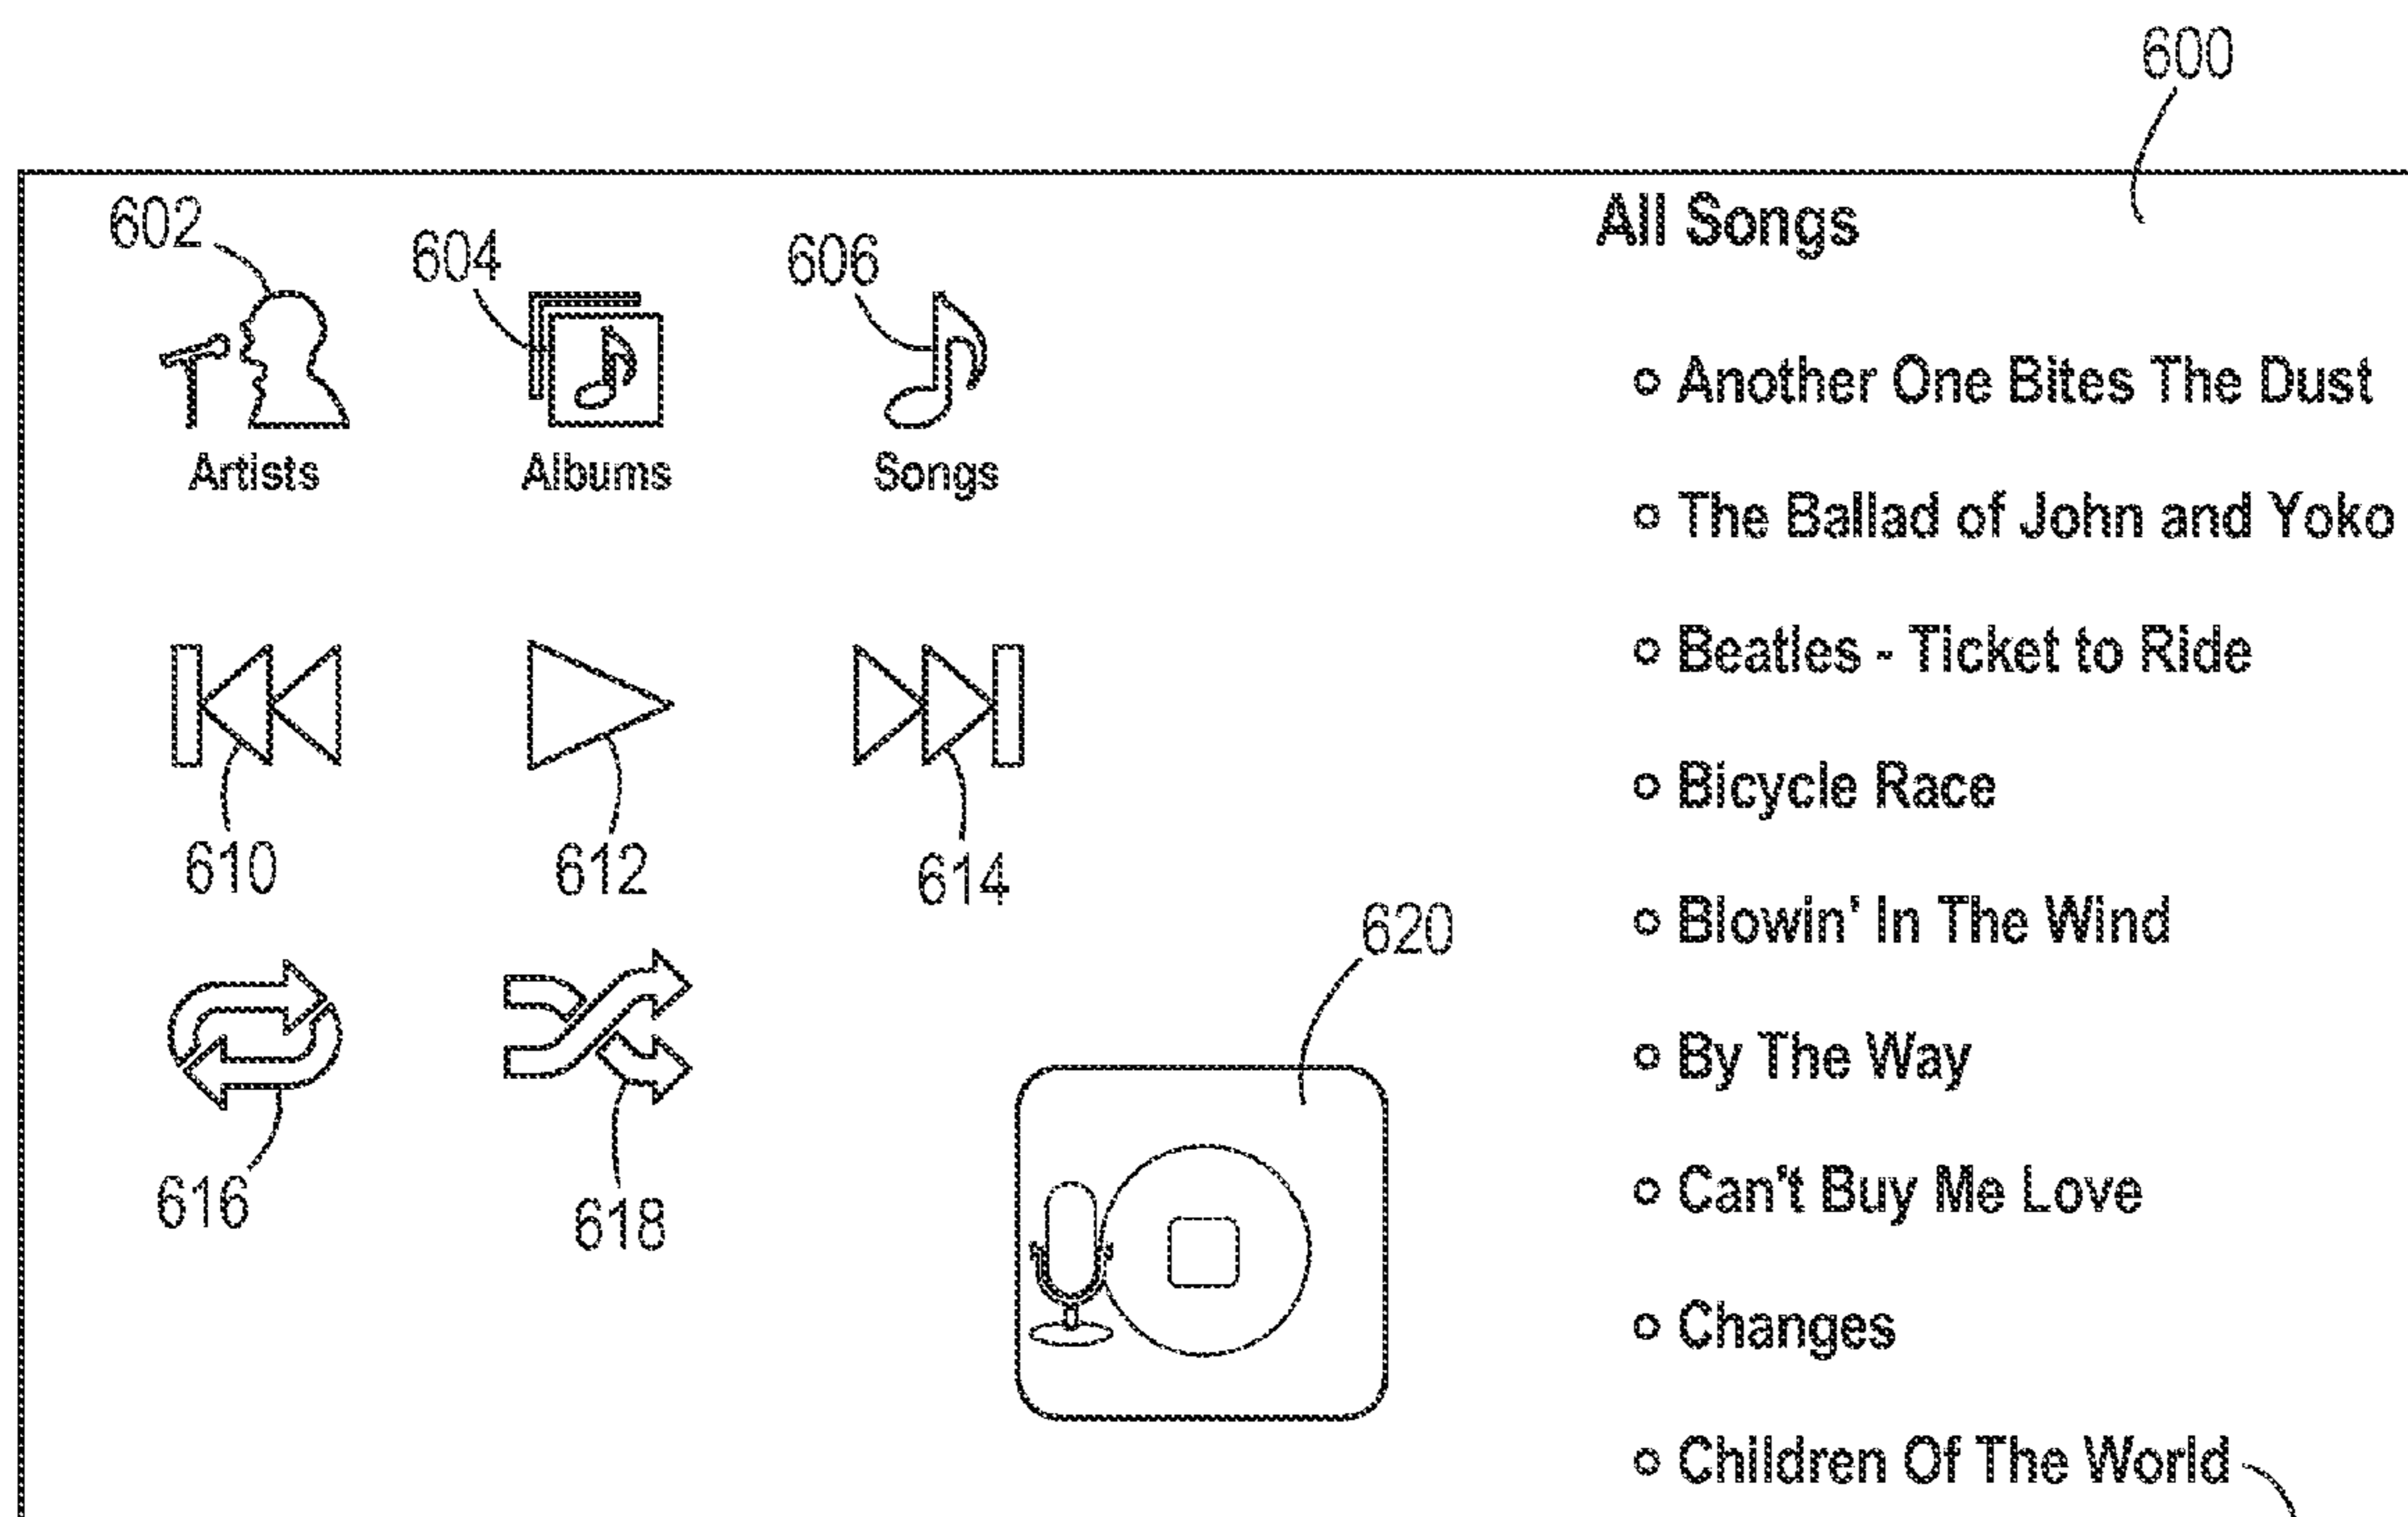 600
602
604
606
Artists
Albums
Songs
610
612
614
616
618
620
All Songs
Another One Bites The Dust
The Ballad of John and Yoko
Beatles - Ticket to Ride
Bicycle Race
Blowin' In The Wind
By The Way
Can't Buy Me Love
Changes
Children Of The World